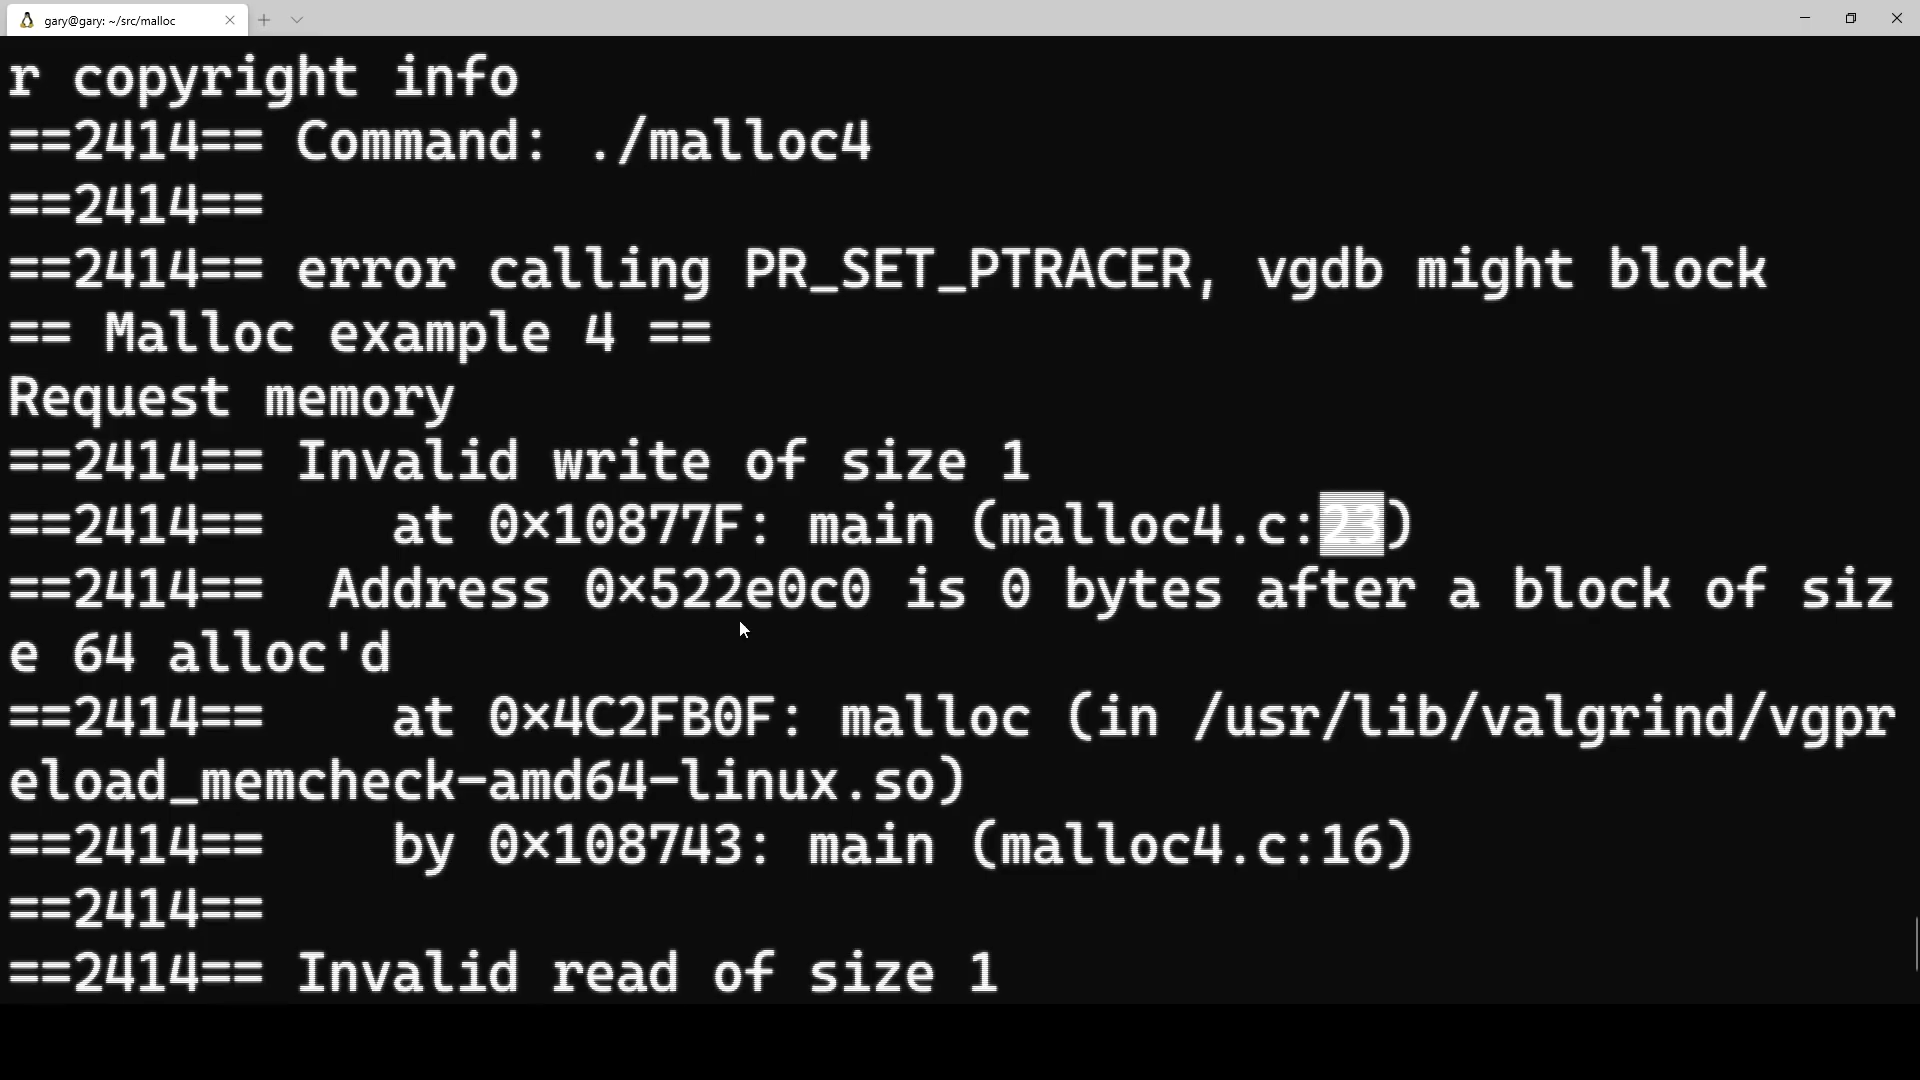 gary@gary: ~/src/malloc
r copyright info
==2414== Command: ./malloc4
==2414==
==2414== error calling PR_SET_PTRACER, vgdb might block
== Malloc example 4 ==
Request memory
==2414== Invalid write of size 1
==2414==    at 0x10877F: main (malloc4.c:23)
==2414==  Address 0x522e0c0 is 0 bytes after a block of siz
e 64 alloc'd
==2414==    at 0x4C2FB0F: malloc (in /usr/lib/valgrind/vgpr
eload_memcheck-amd64-linux.so)
==2414==    by 0x108743: main (malloc4.c:16)
==2414==
==2414== Invalid read of size 1